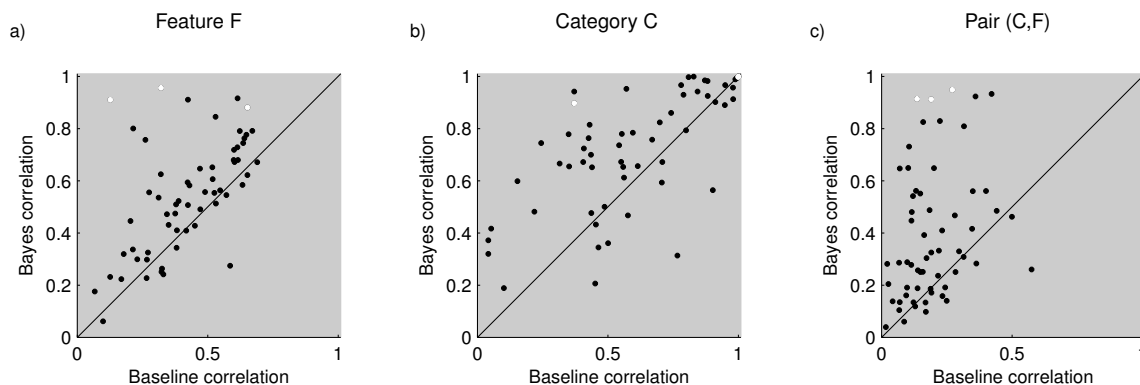 a)
Feature F
Bayes correlation
1
0.8
0.6
0.4
0.2
0
0
0.5
1
Baseline correlation
b)
Category C
Bayes correlation
1
0.8
0.6
0.4
0.2
0
0
0.5
1
Baseline correlation
c)
Pair (C,F)
Bayes correlation
1
0.8
0.6
0.4
0.2
0
0
0.5
1
Baseline correlation